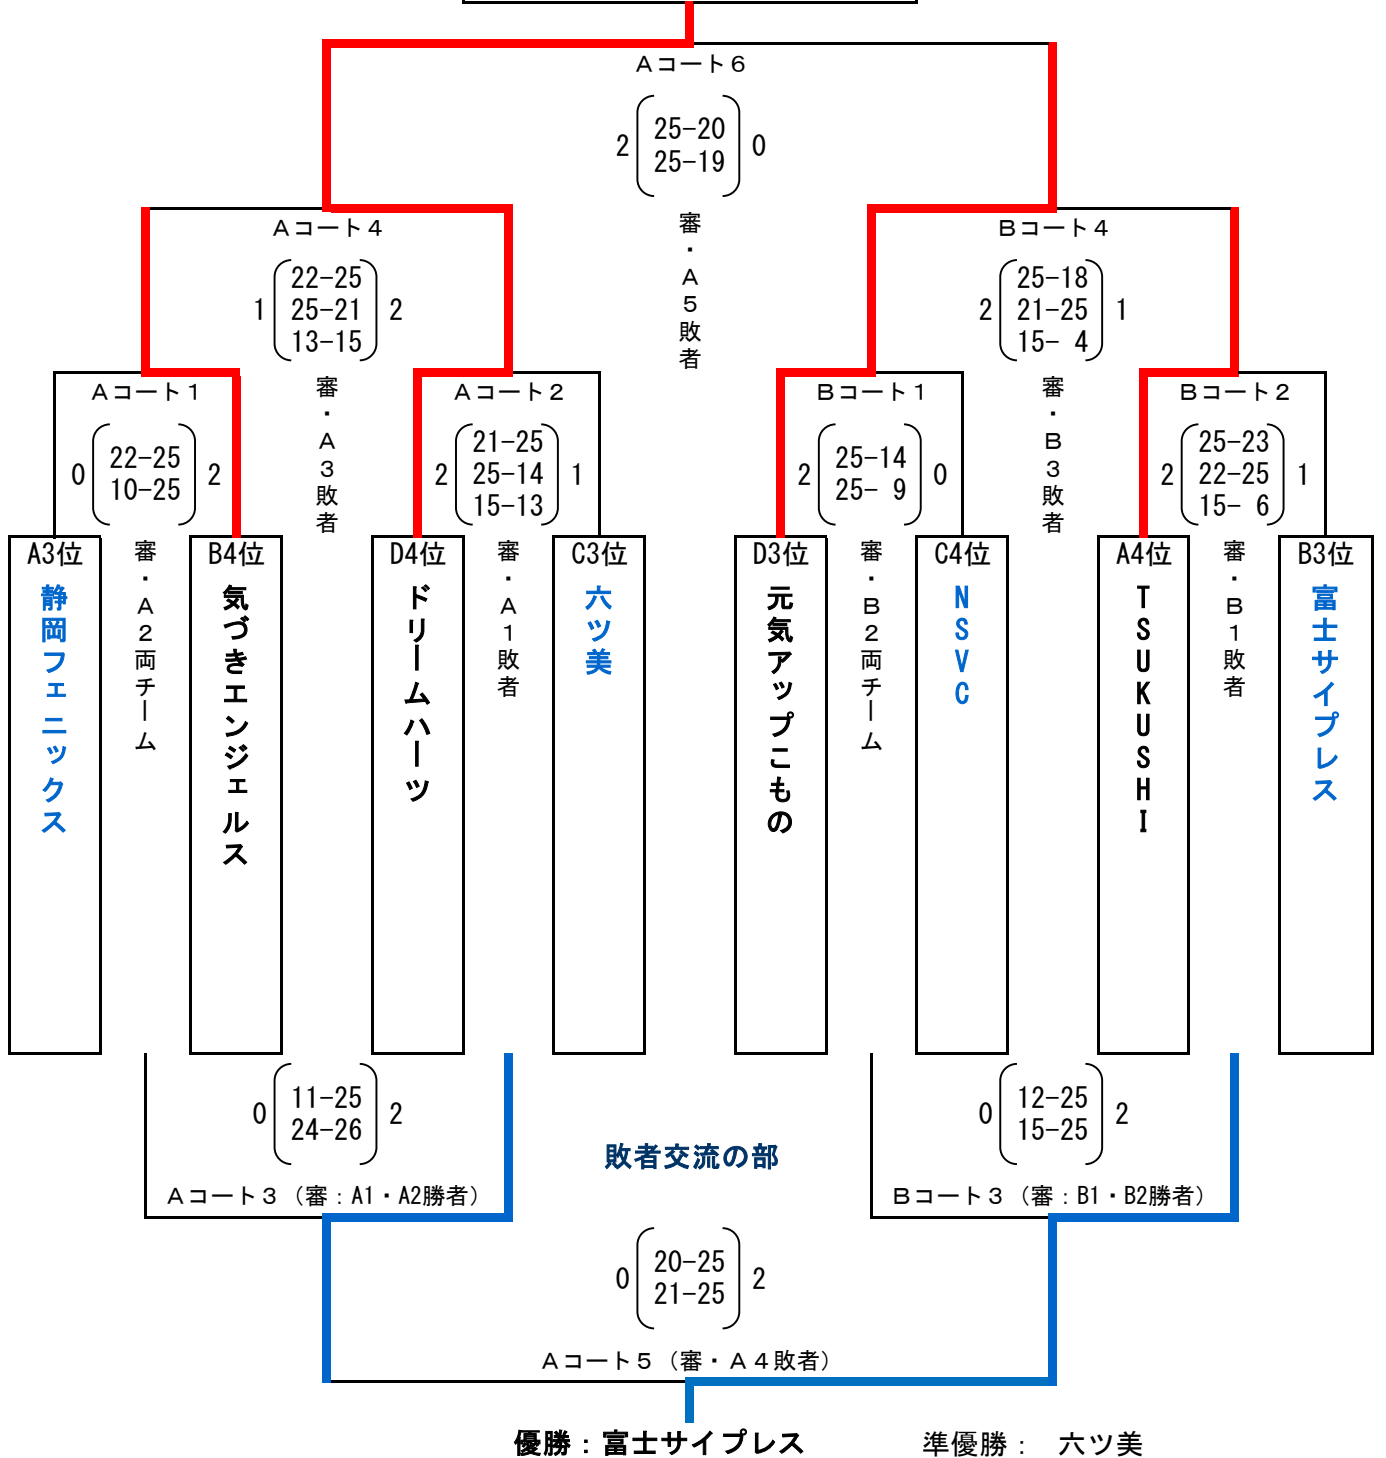 Ａコート６
2 25-20 0
25-19
審・Ａ５敗者
Ａコート４
22-25
1 25-21 2
13-15
審・Ａ３敗者
Ｂコート４
25-18
2 21-25 1
15- 4
審・Ｂ３敗者
Ａコート１
0 22-25 2
10-25
審・Ａ２両チーム
Ａコート２
21-25
2 25-14 1
15-13
審・Ａ１敗者
Ｂコート１
2 25-14 0
25- 9
審・Ｂ２両チーム
Ｂコート２
25-23
2 22-25 1
15- 6
審・Ｂ１敗者
A3位
静岡フェニックス
B4位
気づきエンジェルス
D4位
ドリームハーツ
C3位
六ツ美
D3位
元気アップこもの
C4位
ＮＳＶＣ
A4位
ＴＳＵＫＵＳＨＩ
B3位
富士サイプレス
0 11-25 2
24-26
Ａコート３（審：A1・A2勝者）
0 12-25 2
15-25
Ｂコート３（審：B1・B2勝者）
敗者交流の部
0 20-25 2
21-25
Ａコート５（審・Ａ４敗者）
優勝：富士サイプレス
準優勝：　六ツ美